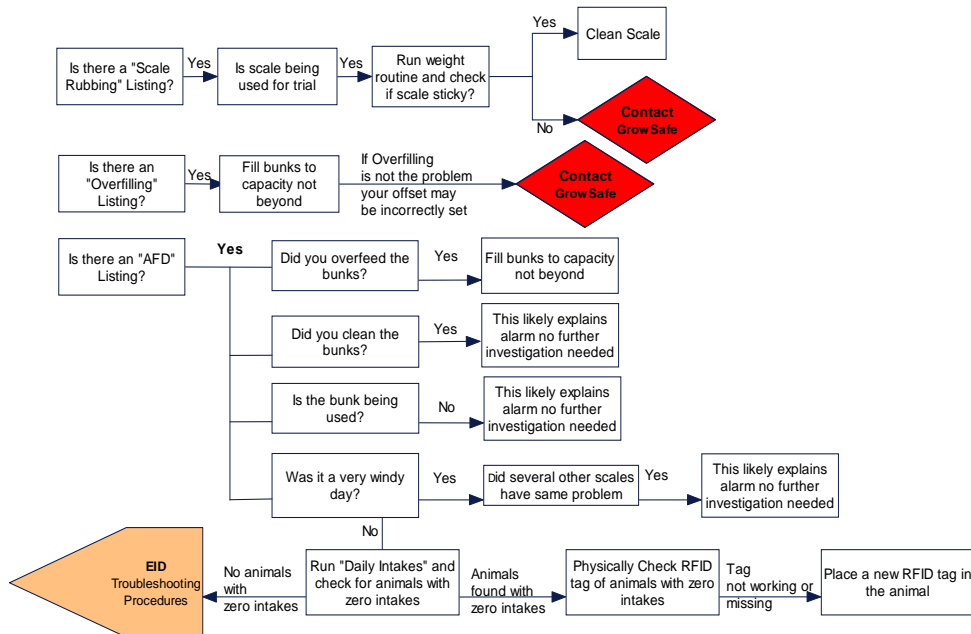 Yes
Clean Scale
Is there a "Scale
Rubbing" Listing?
Yes
Is scale being
used for trial
Yes
Run weight
routine and check
if scale sticky?
No
Contact
GrowSafe
Is there an
"Overfilling"
Listing?
Yes
Fill bunks to
capacity not
beyond
If Overfilling
is not the problem
your offset may
be incorrectly set
Contact
GrowSafe
Is there an "AFD"
Listing?
Yes
Did you overfeed the
bunks?
Yes
Fill bunks to capacity
not beyond
Did you clean the
bunks?
Yes
This likely explains
alarm no further
investigation needed
Is the bunk being
used?
No
This likely explains
alarm no further
investigation needed
Was it a very windy
day?
Yes
Did several other scales
have same problem
Yes
This likely explains
alarm no further
investigation needed
No
EID
Troubleshooting
Procedures
No animals
with
zero intakes
Run "Daily Intakes" and
check for animals with
zero intakes
Animals
found with
zero intakes
Physically Check RFID
tag of animals with zero
intakes
Tag
not working or
missing
Place a new RFID tag in
the animal